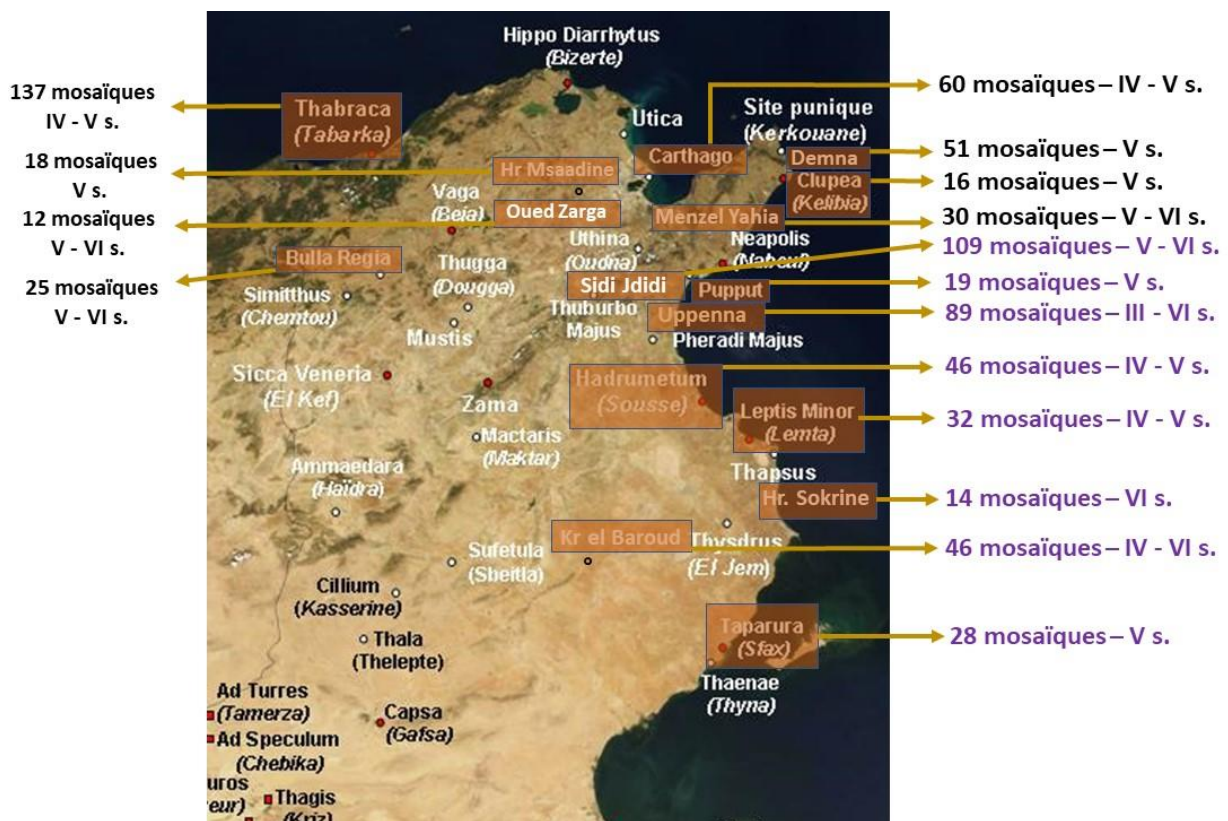 137 mosaïques
IV - V s.
18 mosaïques
V s.
12 mosaïques
V - VI s.
25 mosaïques
V - VI s.
Hippo Diarrhytus
(Bizerte)
Thabraca
(Tabarka)
Utica
Site punique
(Kerkouane)
Hr Msaadine
Carthago
Demna
Clupea
(Kelibia)
Vaga
(Beja)
Oued Zarga
Menzel Yahia
Uthina
(Oudna)
Neapolis
(Nabeul)
Bulla Regia
Thugga
(Dougga)
Sidi Jdidi
Pupput
Simitthus
(Chemtou)
Thuburbo
Majus
Uppenna
Mustis
Pheradi Majus
Sicca Veneria
(El Kef)
Zama
Hadrumetum
(Sousse)
Leptis Minor
(Lemta)
Mactaris
(Maktar)
Thapsus
Ammaedara
(Haïdra)
Hr. Sokrine
Kr el Baroud
Thysdrus
(El Jem)
Sufetula
(Sbeitla)
Cillium
(Kasserine)
Thala
(Thelepte)
Taparura
(Sfax)
Thaenae
(Thyna)
Ad Turres
(Tamerza)
Capsa
(Gafsa)
Ad Speculum
(Chebika)
uros
eur)
Thagis
(Kriz)
60 mosaïques – IV - V s.
51 mosaïques – V s.
16 mosaïques – V s.
30 mosaïques – V - VI s.
109 mosaïques – V - VI s.
19 mosaïques – V s.
89 mosaïques – III - VI s.
46 mosaïques – IV - V s.
32 mosaïques – IV - V s.
14 mosaïques – VI s.
46 mosaïques – IV - VI s.
28 mosaïques – V s.